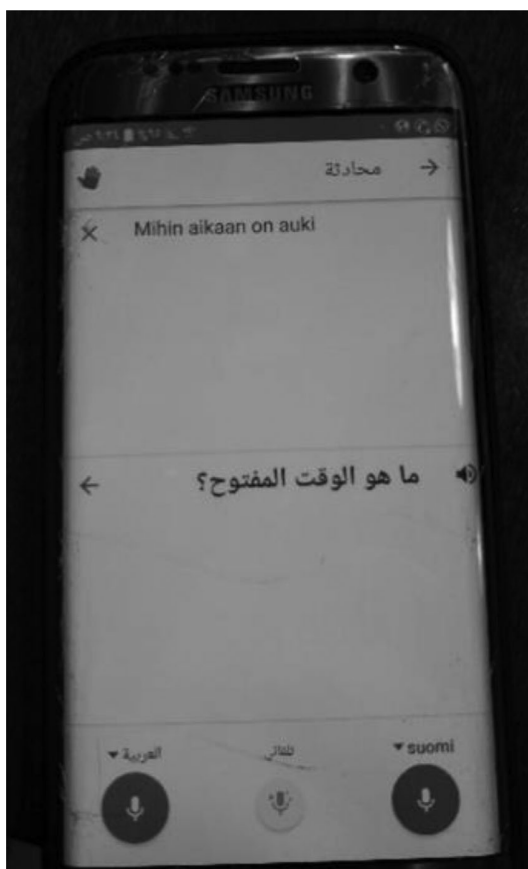 SAMSUNG
محادثة
Mihin aikaan on auki
ما هو الوقت المفتوح؟
العربية
تلقائي
suomi